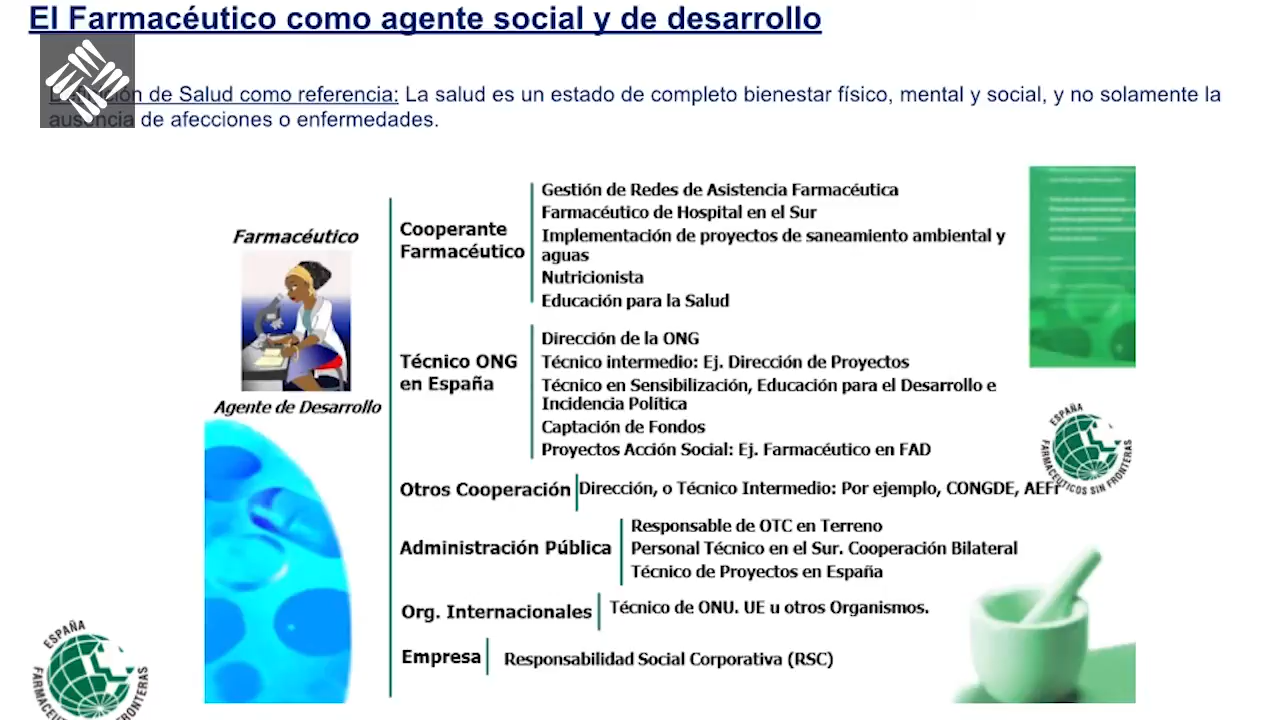 El Farmacéutico como agente social y de desarrollo
Definición de Salud como referencia: La salud es un estado de completo bienestar físico, mental y social, y no solamente la
ausencia de afecciones o enfermedades.
Farmacéutico
Agente de Desarrollo
Cooperante
Farmacéutico
Gestión de Redes de Asistencia Farmacéutica
Farmacéutico de Hospital en el Sur
Implementación de proyectos de saneamiento ambiental y
aguas
Nutricionista
Educación para la Salud
Técnico ONG
en España
Dirección de la ONG
Técnico intermedio: Ej. Dirección de Proyectos
Técnico en Sensibilización, Educación para el Desarrollo e
Incidencia Política
Captación de Fondos
Proyectos Acción Social: Ej. Farmacéutico en FAD
Otros Cooperación
Dirección, o Técnico Intermedio: Por ejemplo, CONGDE, AEFI
Administración Pública
Responsable de OTC en Terreno
Personal Técnico en el Sur. Cooperación Bilateral
Técnico de Proyectos en España
Org. Internacionales
Técnico de ONU. UE u otros Organismos.
Empresa
Responsabilidad Social Corporativa (RSC)
ESPAÑA
FARMACEUTICOS SIN FRONTERAS
ESPAÑA